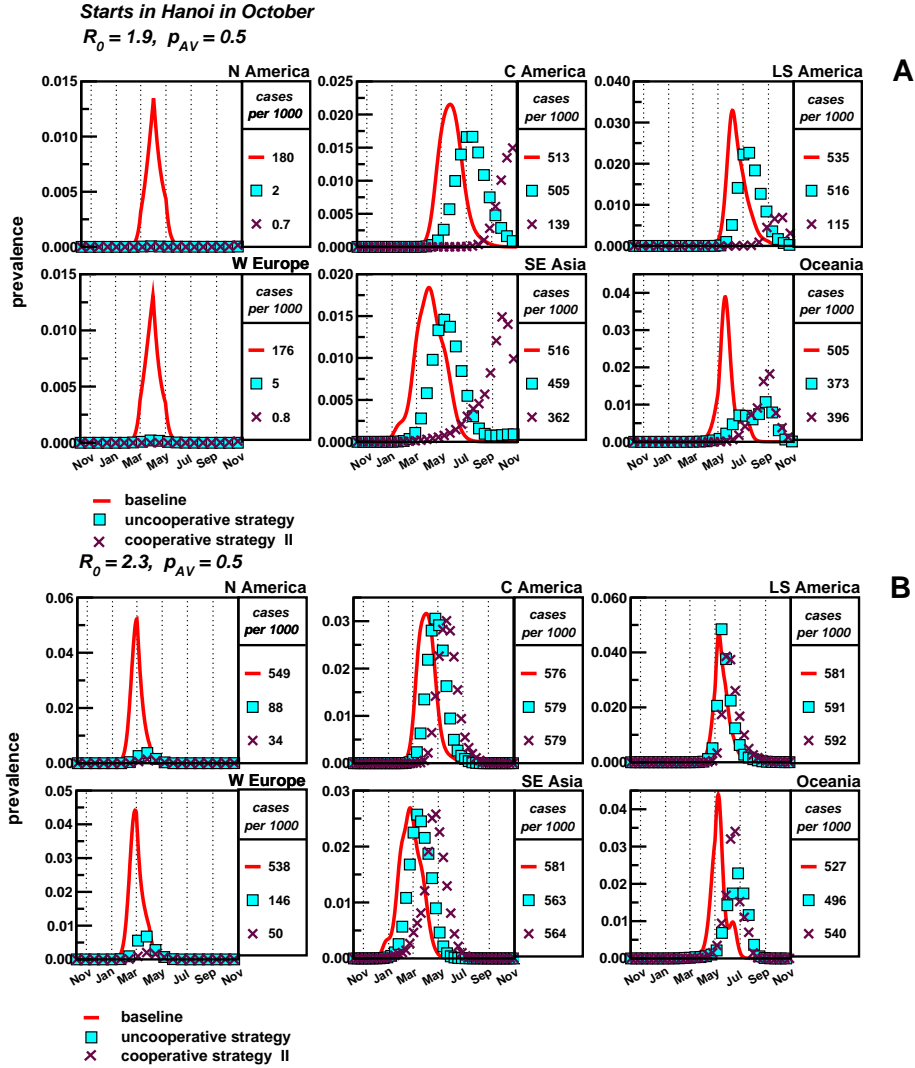 Starts in Hanoi in October
R0 = 1.9, pAV = 0.5
A
N America
C America
LS America
0.015
0.010
0.005
0.000
cases
per 1000
180
2
0.7
0.025
0.020
0.015
0.010
0.005
0.000
cases
per 1000
513
505
139
0.040
0.030
0.020
0.010
0.000
cases
per 1000
535
516
115
prevalence
W Europe
SE Asia
Oceania
0.015
0.010
0.005
0.000
cases
per 1000
176
5
0.8
0.020
0.015
0.010
0.005
0.000
cases
per 1000
516
459
362
0.04
0.03
0.02
0.01
0.00
cases
per 1000
505
373
396
Nov Jan Mar May Jul Sep Nov
Nov Jan Mar May Jul Sep Nov
Nov Jan Mar May Jul Sep Nov
baseline
uncooperative strategy
cooperative strategy II
R0 = 2.3, pAV = 0.5
B
N America
C America
LS America
0.06
0.04
0.02
0.00
cases
per 1000
549
88
34
0.03
0.02
0.01
0.00
cases
per 1000
576
579
579
0.060
0.040
0.020
0.000
cases
per 1000
581
591
592
prevalence
W Europe
SE Asia
Oceania
0.05
0.04
0.03
0.02
0.01
0.00
cases
per 1000
538
146
50
0.03
0.02
0.01
0.00
cases
per 1000
581
563
564
0.04
0.03
0.02
0.01
0.00
cases
per 1000
527
496
540
Nov Jan Mar May Jul Sep Nov
Nov Jan Mar May Jul Sep Nov
Nov Jan Mar May Jul Sep Nov
baseline
uncooperative strategy
cooperative strategy II